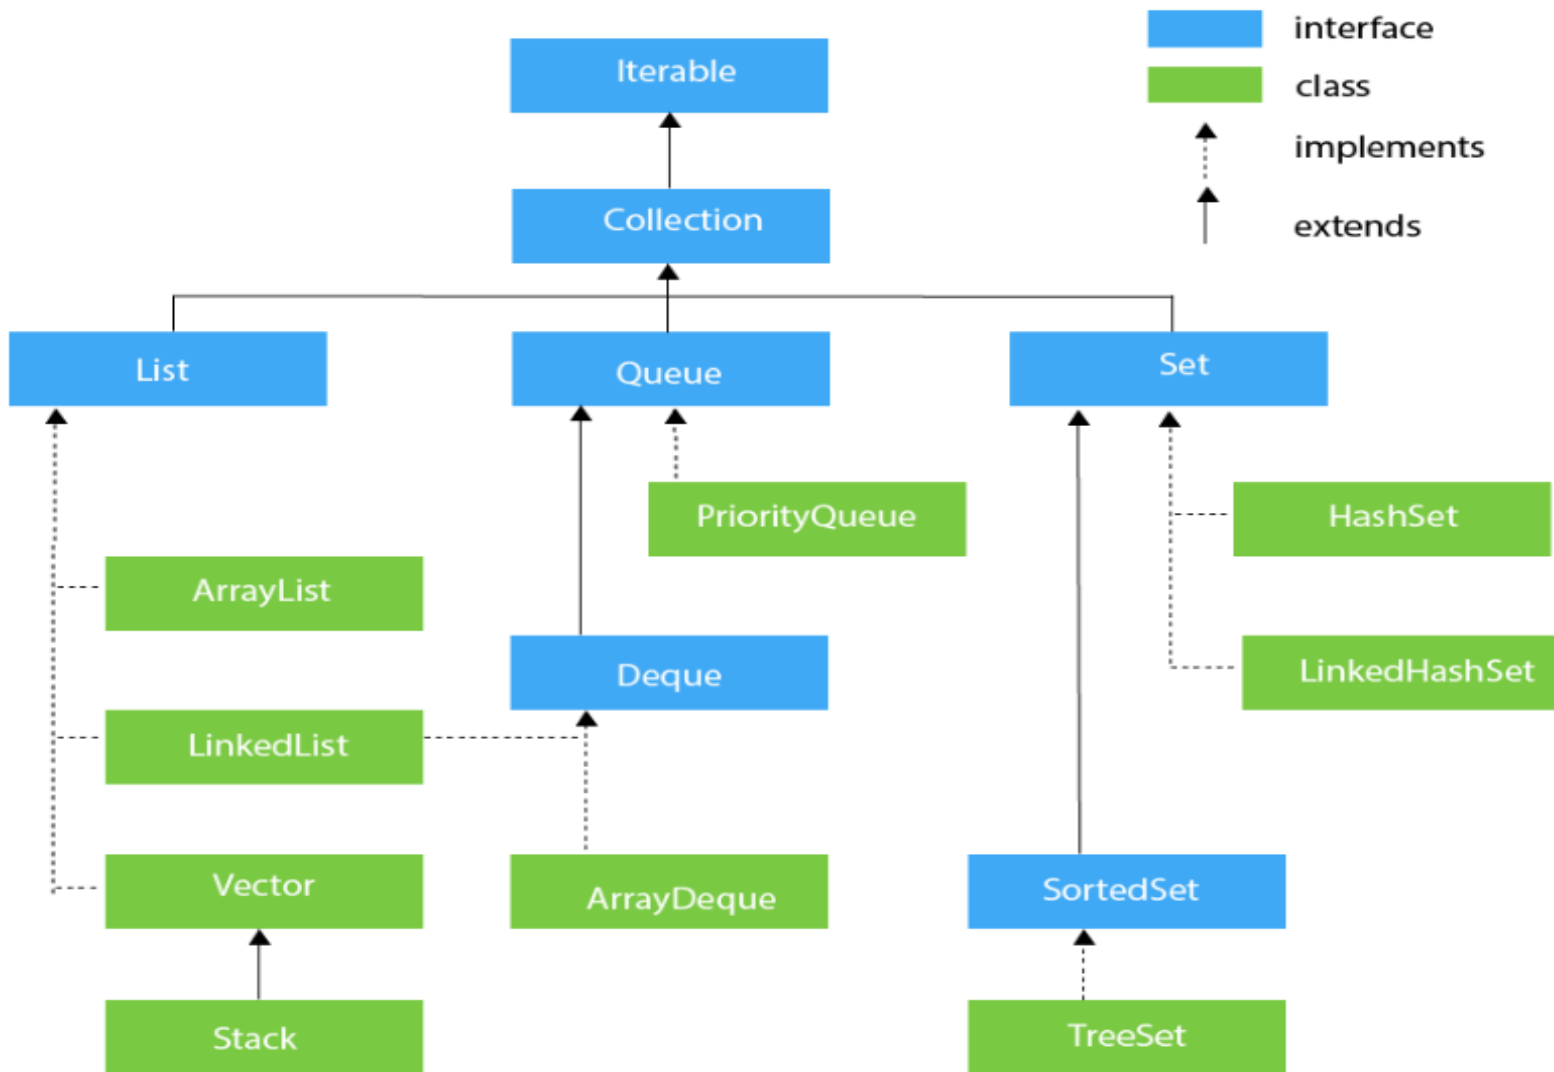 interface
Iterable
class
implements
Collection
extends
List
Queue
Set
PriorityQueue
HashSet
ArrayList
Deque
LinkedHashSet
LinkedList
Vector
ArrayDeque
SortedSet
Stack
TreeSet